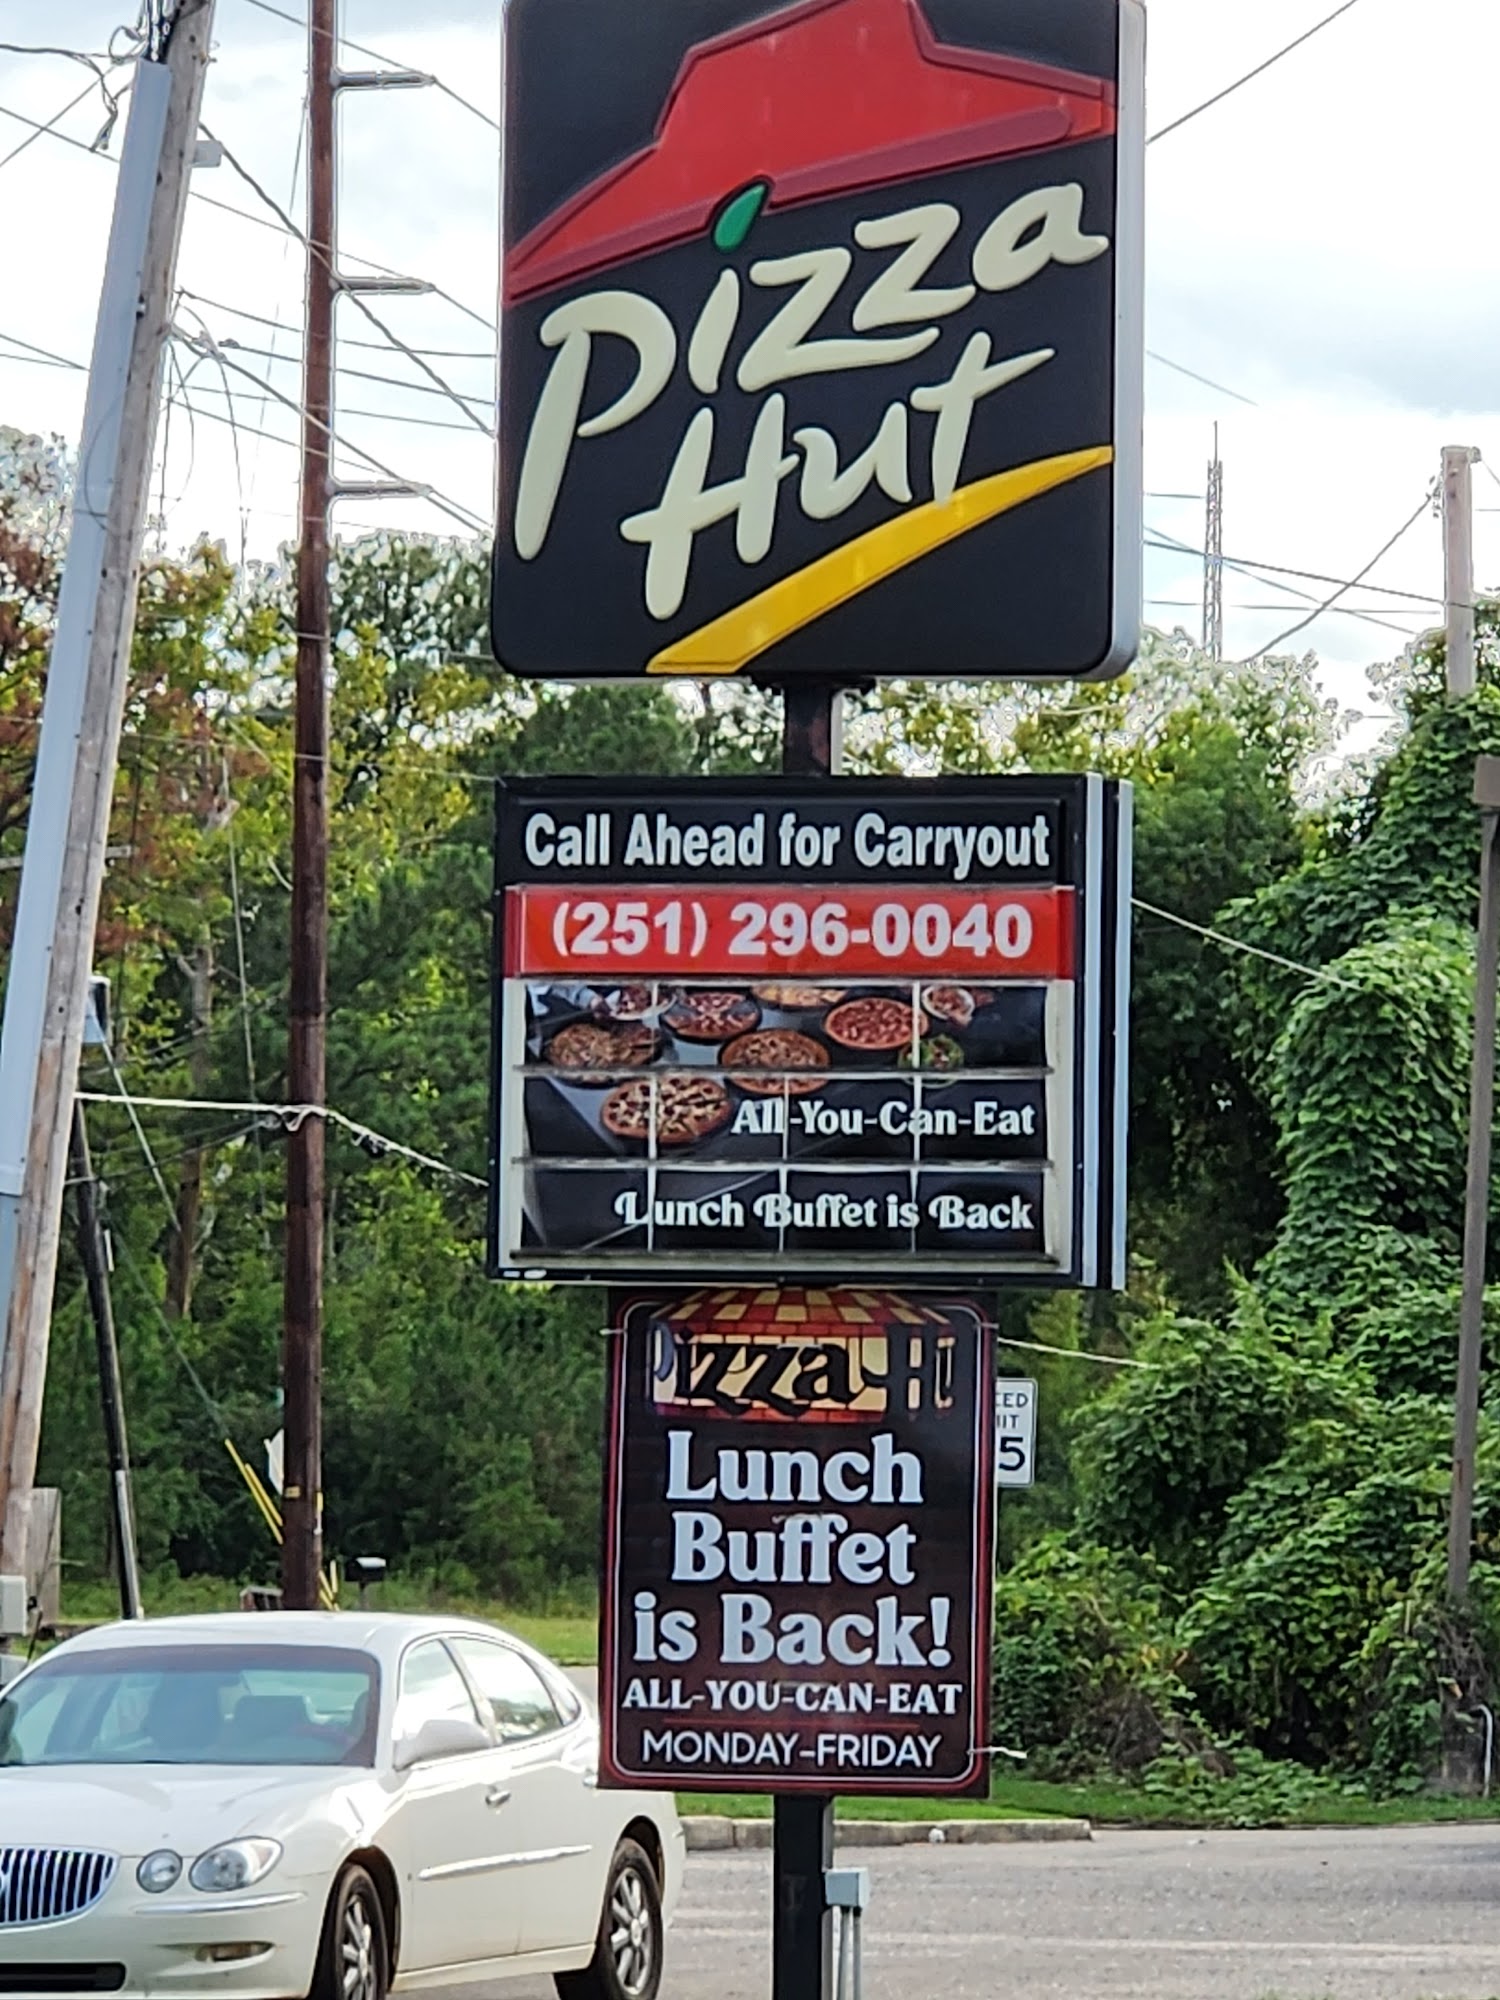 Pizza
Hut
Call Ahead for Carryout
(251) 296-0040
All-You-Can-Eat
Lunch Buffet is Back
Pizza
Lunch
Buffet
is Back!
ALL-YOU-CAN-EAT
MONDAY-FRIDAY